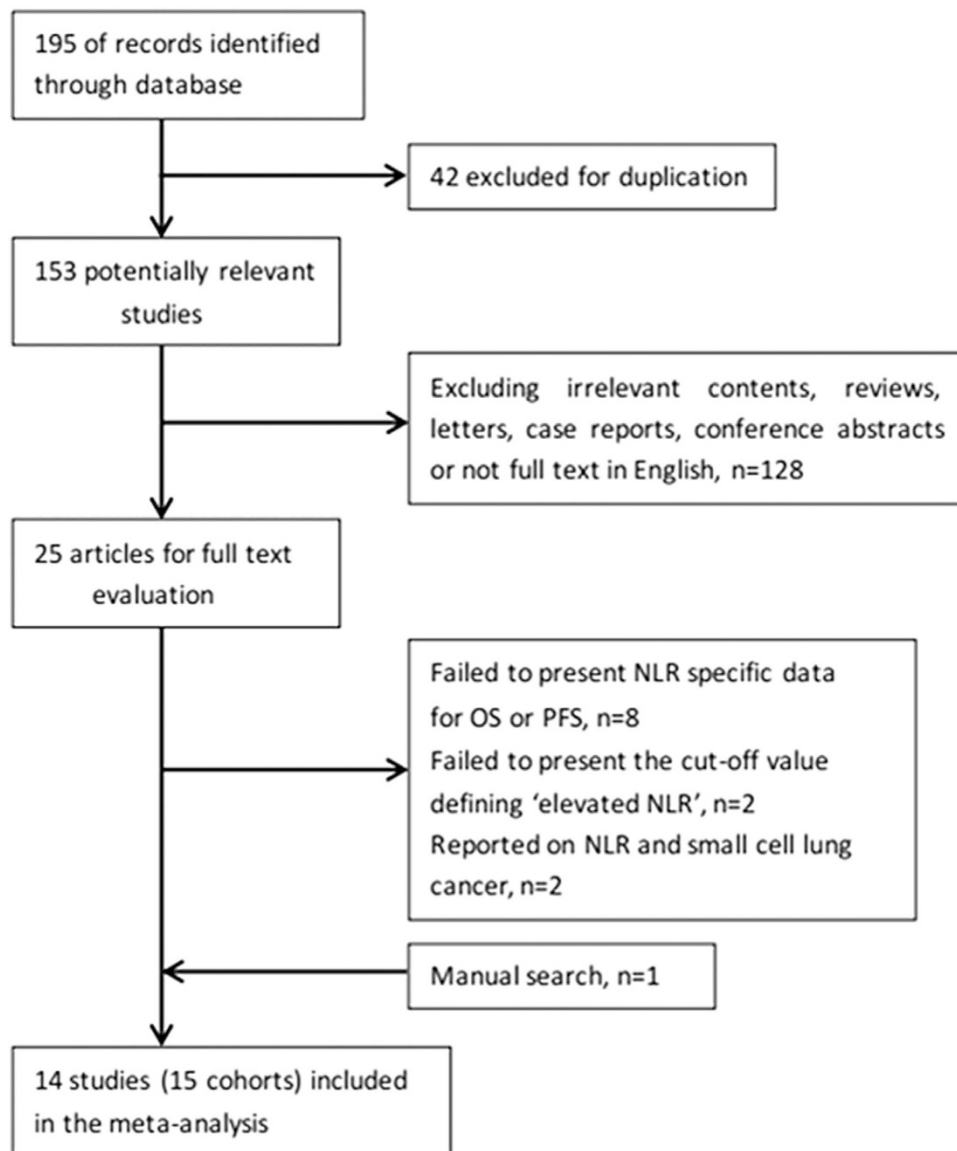 195 of records identified
through database
42 excluded for duplication
153 potentially relevant
studies
Excluding irrelevant contents, reviews,
letters, case reports, conference abstracts
or not full text in English, n=128
25 articles for full text
evaluation
Failed to present NLR specific data
for OS or PFS, n=8
Failed to present the cut-off value
defining ‘elevated NLR’, n=2
Reported on NLR and small cell lung
cancer, n=2
Manual search, n=1
14 studies (15 cohorts) included
in the meta-analysis